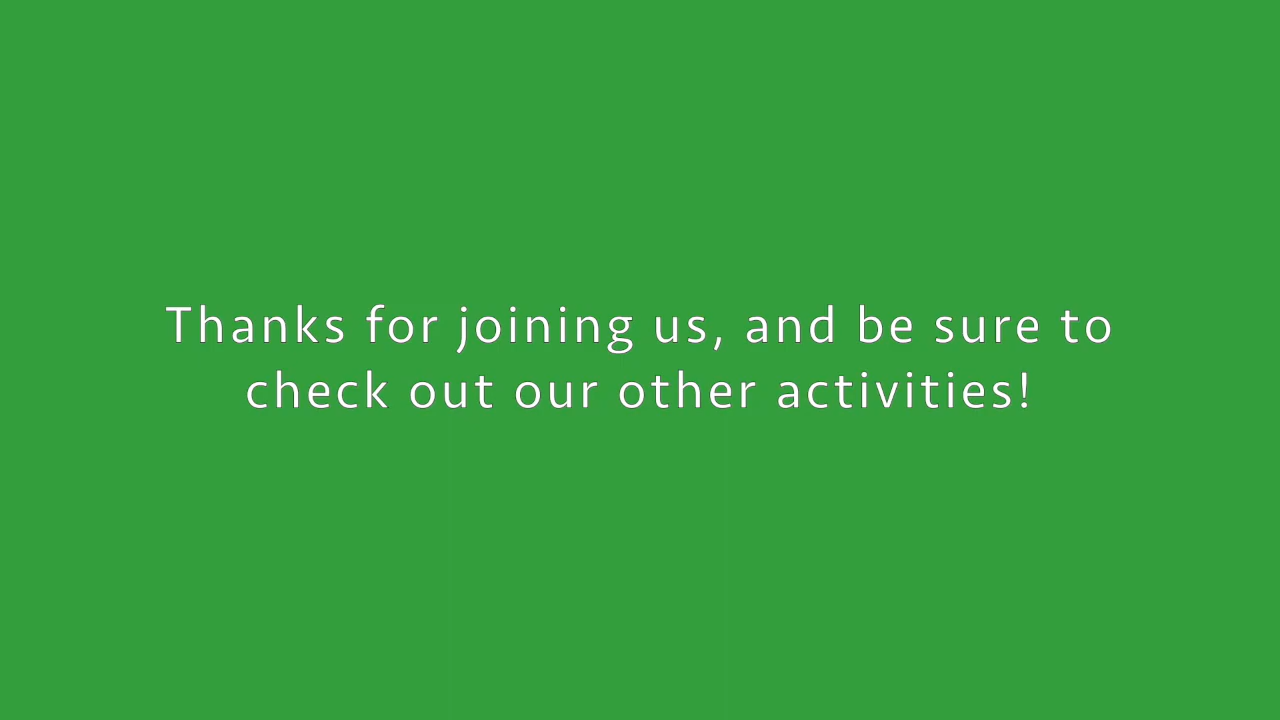 Thanks for joining us, and be sure to
check out our other activities!